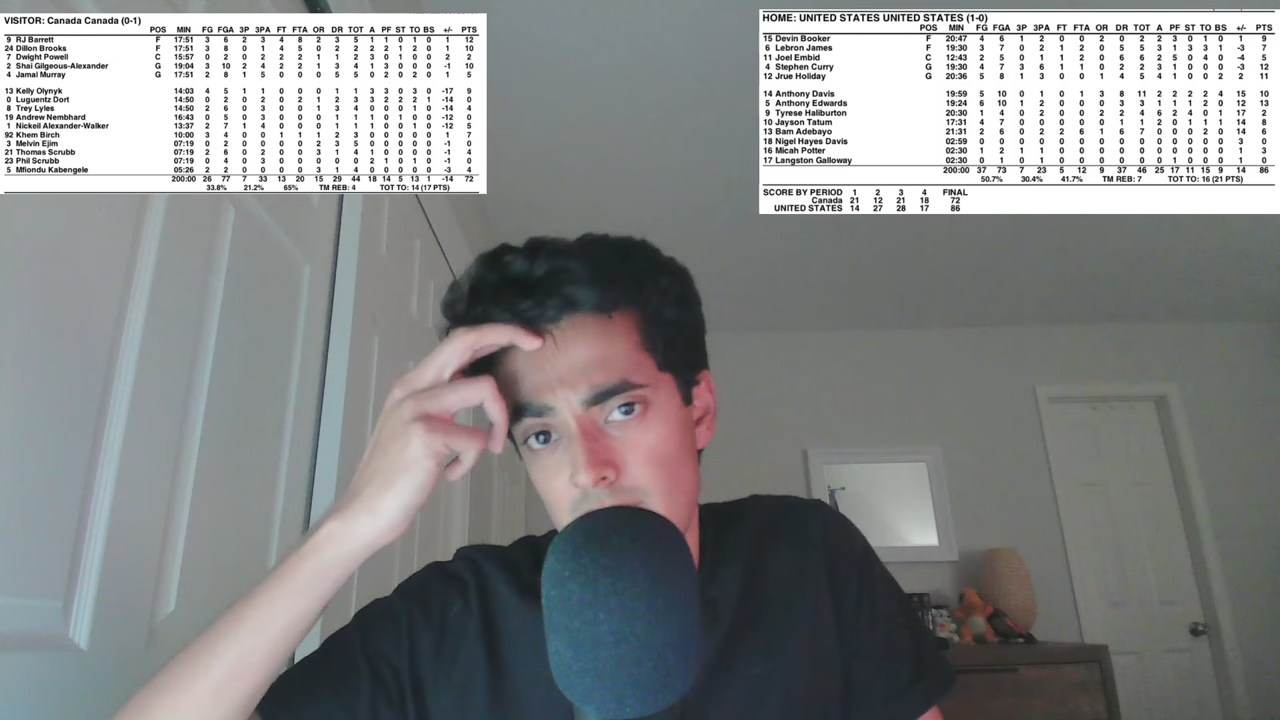 VISITOR: Canada Canada (0-1)
POS MIN FG FGA 3P 3PA FT FTA OR DR TOT A PF ST TO BS +/- PTS
9 RJ Barrett F 17:51 3 6 2 3 4 8 2 3 5 1 1 0 1 0 1 12
24 Dillon Brooks F 17:51 3 8 0 1 4 5 0 2 2 2 2 1 2 0 1 10
7 Dwight Powell C 15:57 0 2 0 0 0 0 1 1 2 3 0 1 0 0 2 2
2 Shai Gilgeous-Alexander G 19:04 3 10 2 4 2 2 1 3 4 1 3 0 2 0 -1 10
4 Jamal Murray G 17:51 2 8 1 5 0 0 0 5 5 0 2 0 2 0 1 5
13 Kelly Olynyk 14:03 4 5 1 1 0 0 0 1 1 3 0 0 3 0 -17 9
0 Luguentz Dort 14:50 0 2 0 2 0 2 1 2 3 3 2 2 2 1 -14 0
8 Trey Lyles 14:50 2 6 0 3 0 0 1 2 3 1 1 0 0 0 -14 4
19 Andrew Nembhard 16:43 0 5 0 3 0 0 0 2 2 3 1 0 1 0 -12 0
1 Nickeil Alexander-Walker 13:37 2 7 1 4 0 0 0 1 1 0 1 1 0 0 -12 5
92 Khem Birch 10:00 3 4 0 0 1 1 1 2 3 0 0 0 0 0 1 7
3 Melvin Ejim 07:19 0 2 0 0 0 0 2 3 5 0 0 0 0 0 -1 0
21 Thomas Scrubb 07:19 2 6 0 2 0 0 3 1 4 1 0 0 0 0 -1 4
23 Phil Scrubb 07:19 0 4 0 3 0 0 0 0 0 2 1 0 0 0 -1 0
5 Mfiondu Kabengele 05:26 2 2 0 0 0 0 3 1 4 0 0 0 0 0 -3 4
200:00 26 77 7 33 13 20 15 29 44 18 14 5 13 1 -14 72
33.8% 21.2% 65% TM REB: 4 TOT TO: 14 (17 PTS)
HOME: UNITED STATES UNITED STATES (1-0)
POS MIN FG FGA 3P 3PA FT FTA OR DR TOT A PF ST TO BS +/- PTS
15 Devin Booker F 20:47 4 6 1 2 0 0 2 0 2 2 3 0 1 0 1 9
6 Lebron James F 19:30 3 7 0 2 1 2 0 5 5 3 1 3 3 1 -3 7
11 Joel Embid C 12:43 2 5 0 1 1 2 0 6 6 2 5 0 4 0 -4 5
4 Stephen Curry G 19:30 4 7 3 6 1 1 0 2 2 3 1 0 0 0 -3 12
12 Jrue Holiday G 20:36 5 8 1 3 0 0 1 4 5 4 1 0 0 2 2 11
14 Anthony Davis 19:59 5 10 0 1 0 1 3 8 11 2 2 2 2 4 15 10
5 Anthony Edwards 19:24 6 10 1 2 0 0 0 3 3 1 1 1 2 0 12 13
9 Tyrese Haliburton 20:30 1 4 0 2 0 0 2 2 4 6 2 4 0 1 17 2
10 Jayson Tatum 17:31 4 7 0 0 0 0 0 1 1 2 0 1 1 1 14 8
13 Bam Adebayo 21:31 2 6 0 2 2 6 1 6 7 0 1 0 2 0 14 6
18 Nigel Hayes Davis 02:59 0 0 0 0 0 0 0 0 0 0 0 0 0 0 3 0
16 Micah Potter 02:30 1 2 1 1 0 0 0 0 0 0 0 0 0 0 1 3
17 Langston Galloway 02:30 0 1 0 1 0 0 0 0 0 0 0 0 0 0 1 0
200:00 37 73 7 23 5 12 9 37 46 25 17 11 15 9 14 86
50.7% 30.4% 41.7% TM REB: 7 TOT TO: 16 (21 PTS)
SCORE BY PERIOD 1 2 3 4 FINAL
Canada 21 12 21 18 72
UNITED STATES 14 27 28 17 86